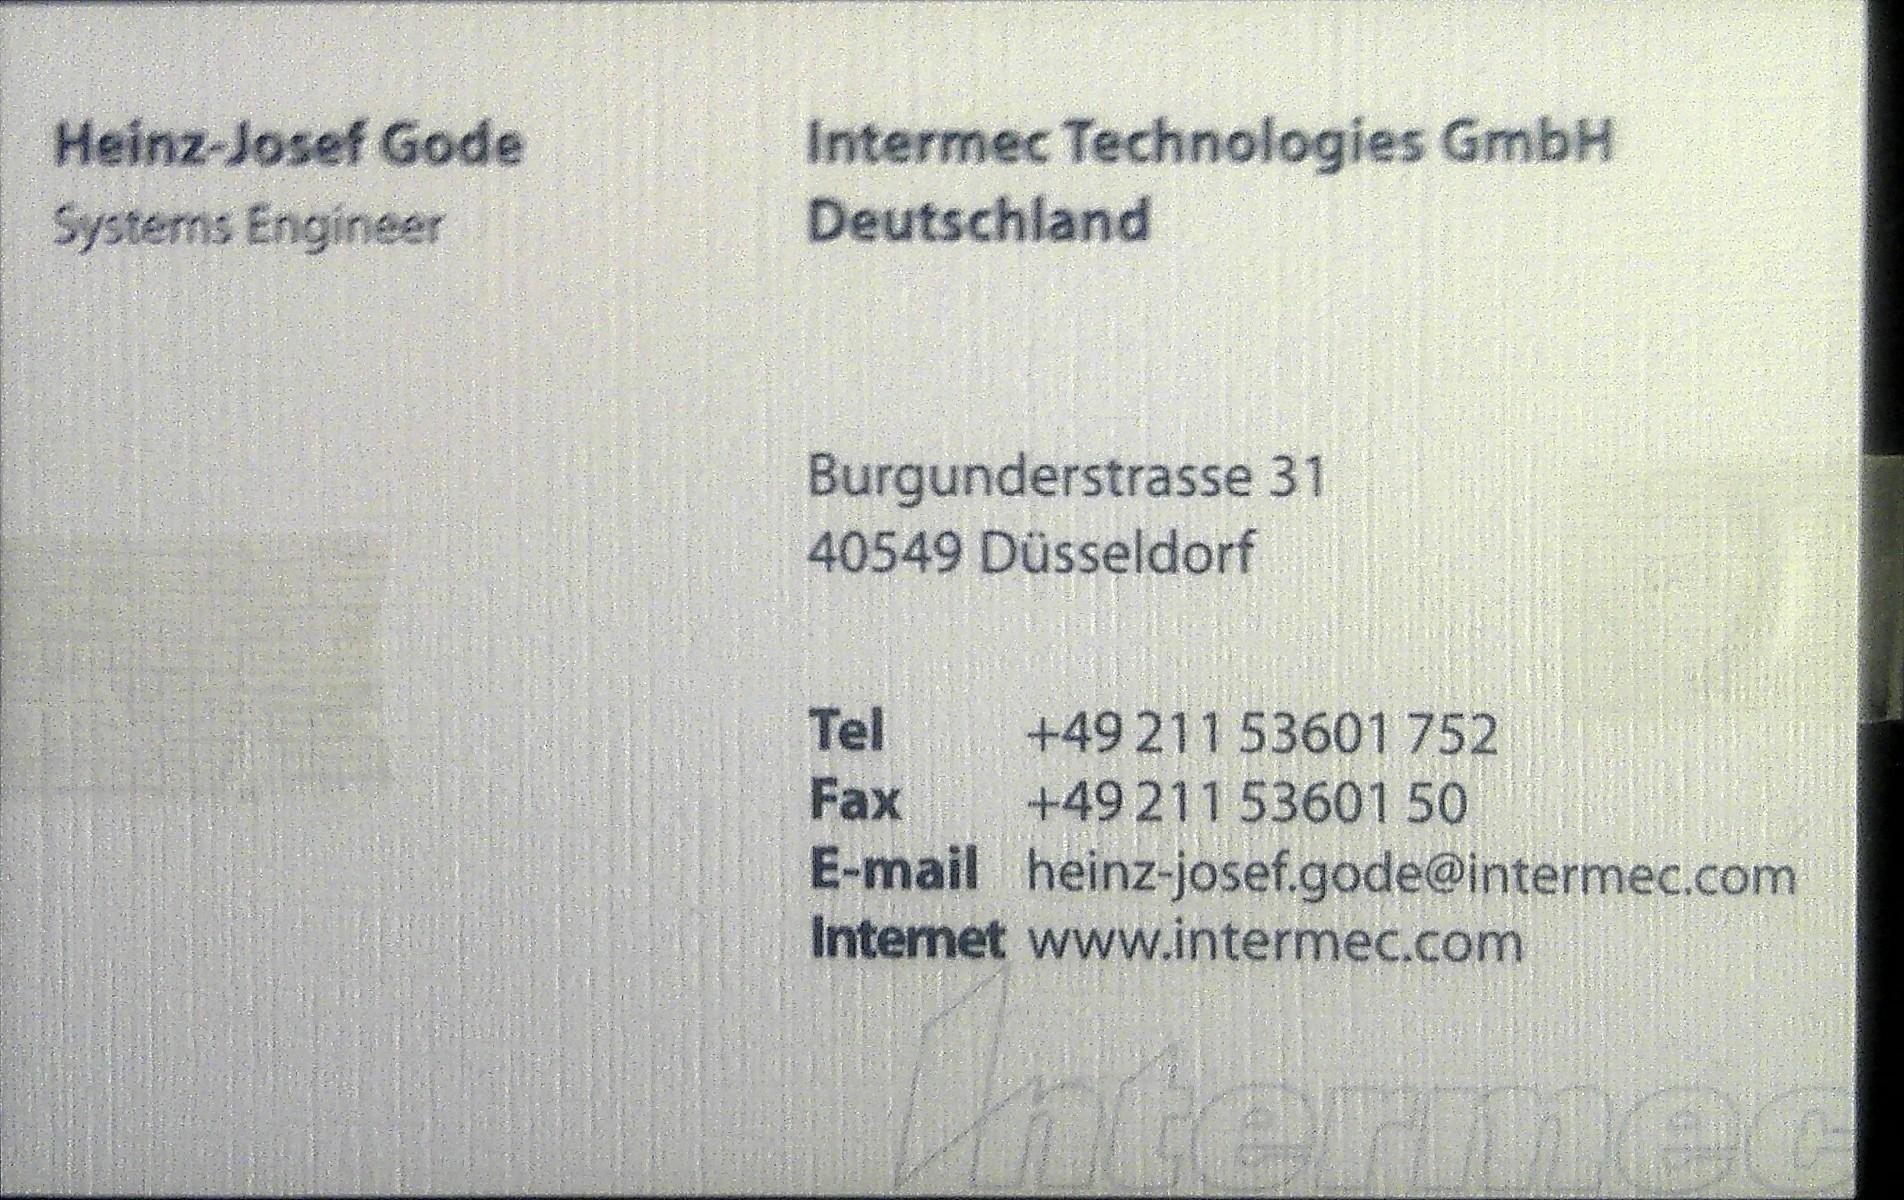 Heinz-Josef Gode
Systems Engineer
Intermec Technologies GmbH
Deutschland
Burgunderstrasse 31
40549 Düsseldorf
Tel +49 211 53601 752
Fax +49 211 53601 50
E-mail heinz-josef.gode@intermec.com
Internet www.intermec.com
Intermec